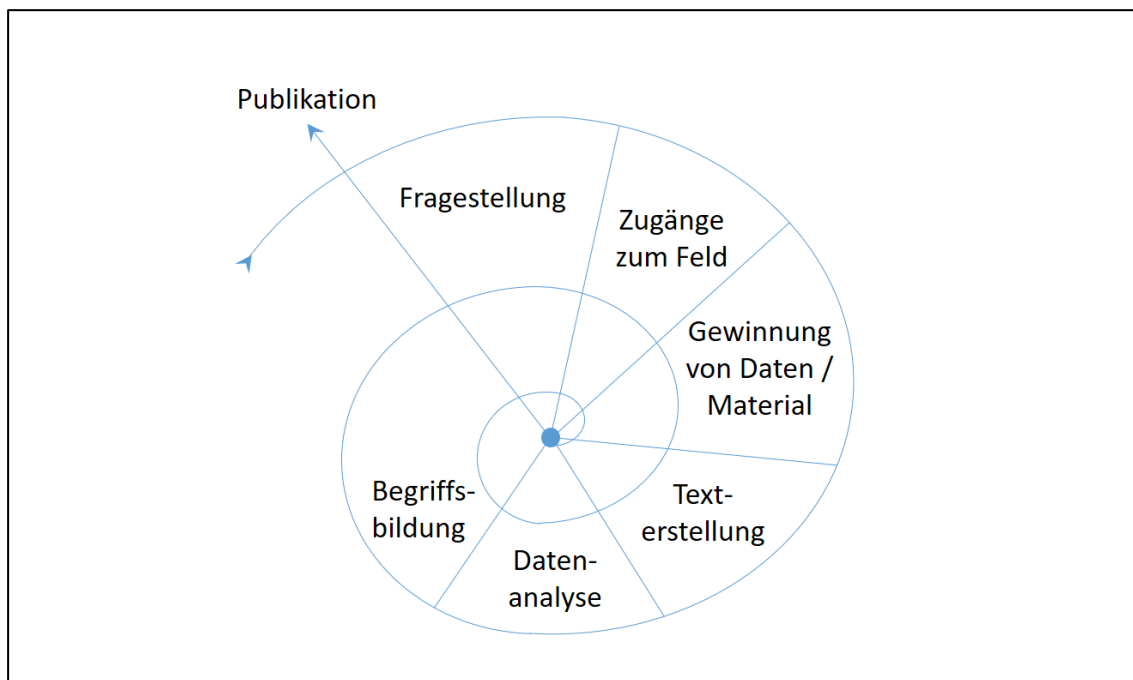 Publikation
Fragestellung
Zugänge
zum Feld
Gewinnung
von Daten /
Material
Text-
erstellung
Daten-
analyse
Begriffs-
bildung